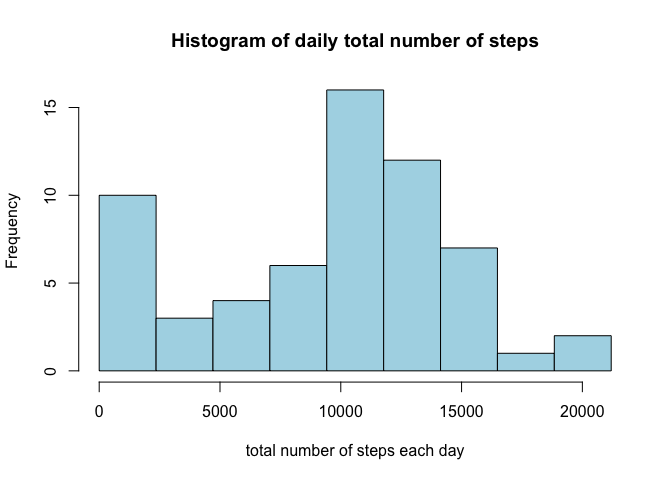 Histogram of daily total number of steps
Frequency
15
10
5
0
0 5000 10000 15000 20000
total number of steps each day